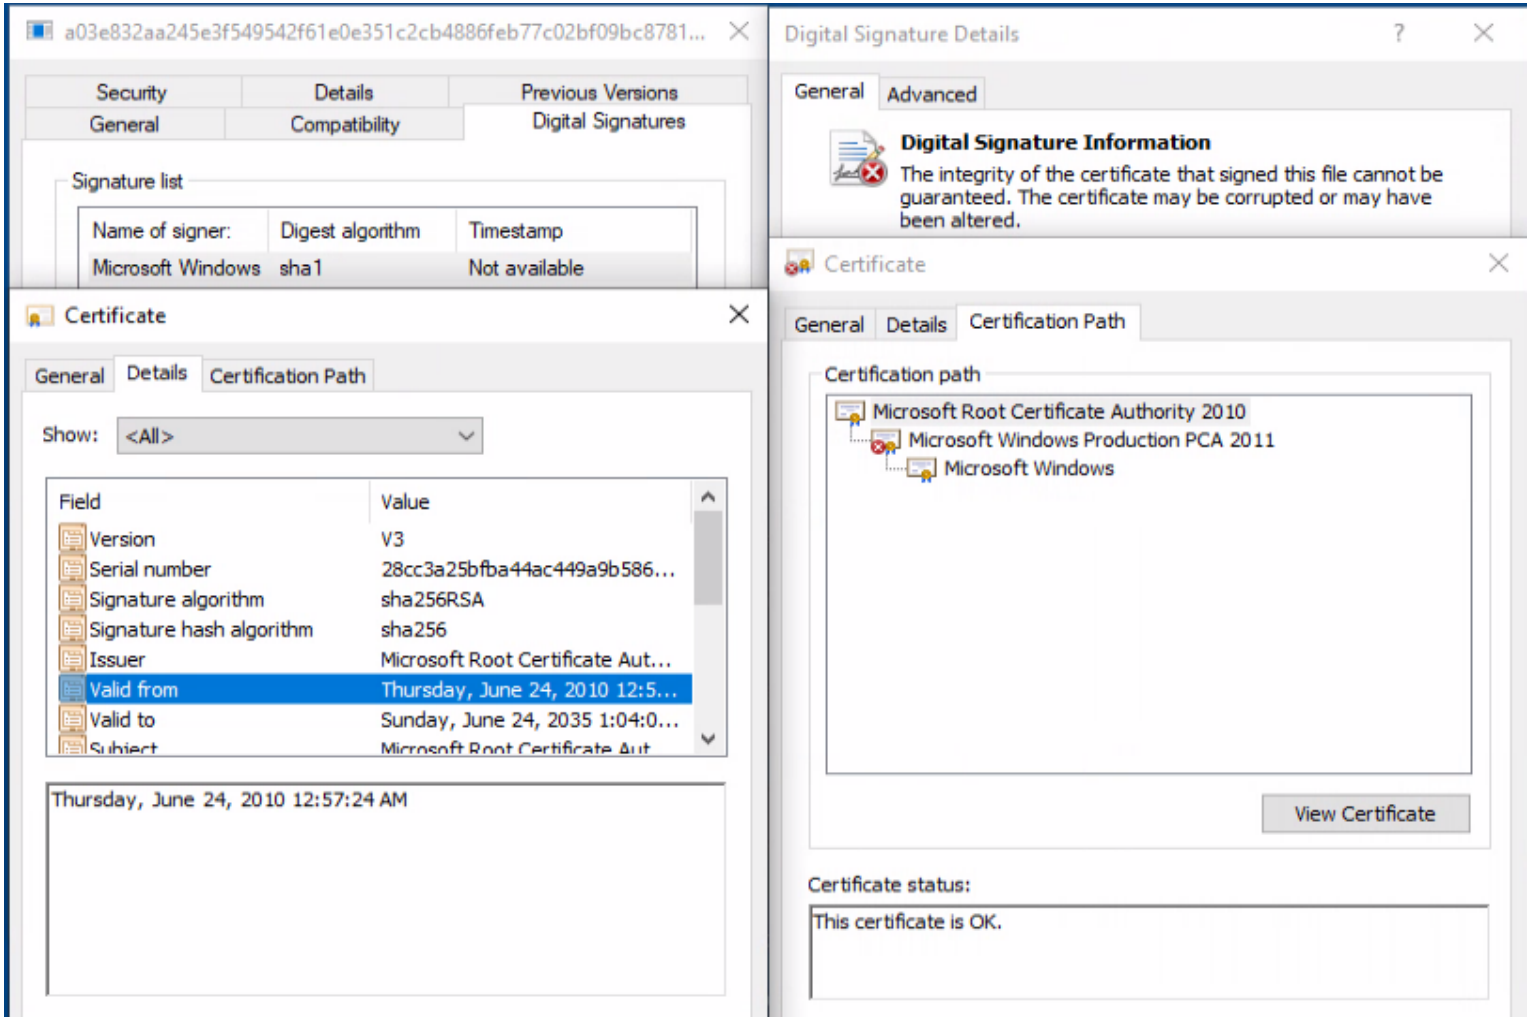 a03e832aa245e3f549542f61e0e351c2cb4886feb77c02bf09bc8781...
Security Details Previous Versions
General Compatibility Digital Signatures
Signature list
Name of signer: Digest algorithm Timestamp
Microsoft Windows sha1 Not available
Certificate
General Details Certification Path
Show: <All>
Field Value
Version V3
Serial number 28cc3a25bfba44ac449a9b586...
Signature algorithm sha256RSA
Signature hash algorithm sha256
Issuer Microsoft Root Certificate Aut...
Valid from Thursday, June 24, 2010 12:5...
Valid to Sunday, June 24, 2035 1:04:0...
Subject Microsoft Root Certificate Aut
Thursday, June 24, 2010 12:57:24 AM
Digital Signature Details ?
General Advanced
Digital Signature Information
The integrity of the certificate that signed this file cannot be
guaranteed. The certificate may be corrupted or may have
been altered.
Certificate
General Details Certification Path
Certification path
Microsoft Root Certificate Authority 2010
Microsoft Windows Production PCA 2011
Microsoft Windows
View Certificate
Certificate status:
This certificate is OK.